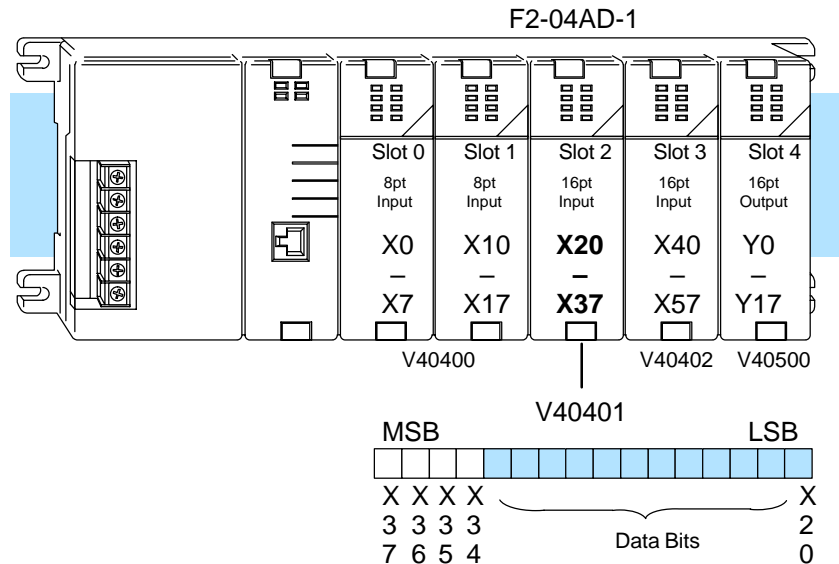 F2-04AD-1
Slot 0 Slot 1 Slot 2 Slot 3 Slot 4
8pt 8pt 16pt 16pt 16pt
Input Input Input Input Output
X0 X10 X20 X40 Y0
– – – – –
X7 X17 X37 X57 Y17
V40400 V40402 V40500
V40401
MSB LSB
X X X X X
3 3 3 3 2
7 6 5 4 0
Data Bits